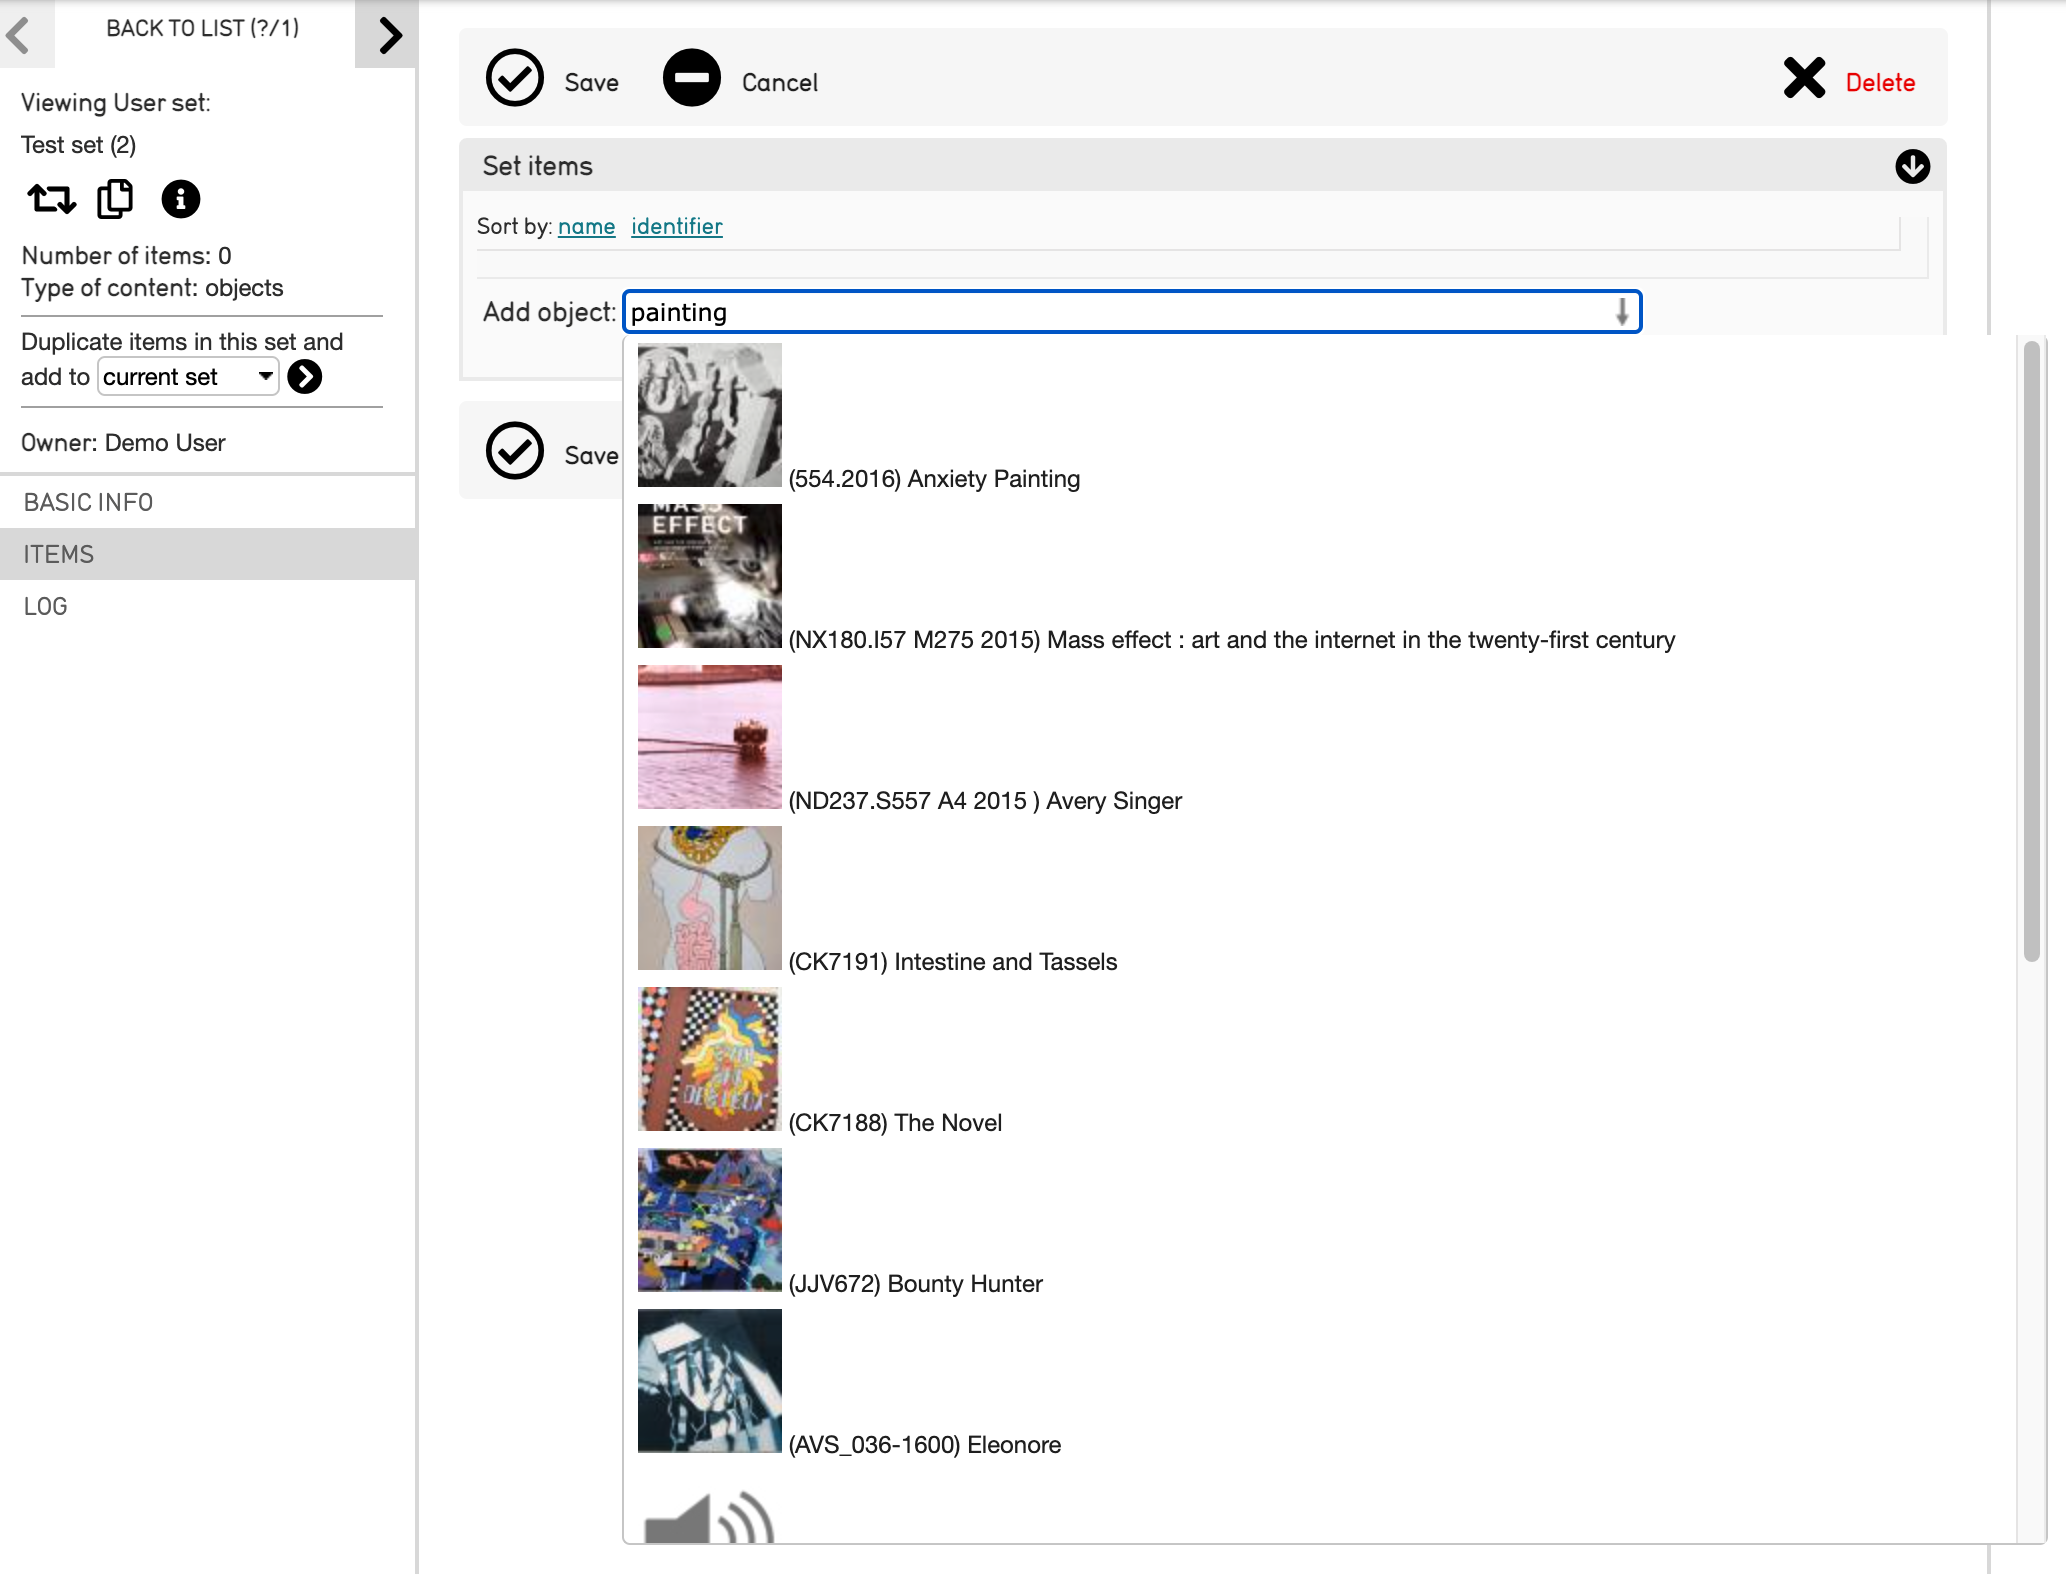 BACK TO LIST (?/1)
Viewing User set:
Test set (2)
Number of items: 0
Type of content: objects
Duplicate items in this set and
add to current set
Owner: Demo User
BASIC INFO
ITEMS
LOG
Save Cancel Delete
Set items
Sort by: name identifier
Add object: painting
Save
(554.2016) Anxiety Painting
MASS
EFFECT
(NX180.I57 M275 2015) Mass effect : art and the internet in the twenty-first century
(ND237.S557 A4 2015 ) Avery Singer
(CK7191) Intestine and Tassels
(CK7188) The Novel
(JJV672) Bounty Hunter
(AVS_036-1600) Eleonore